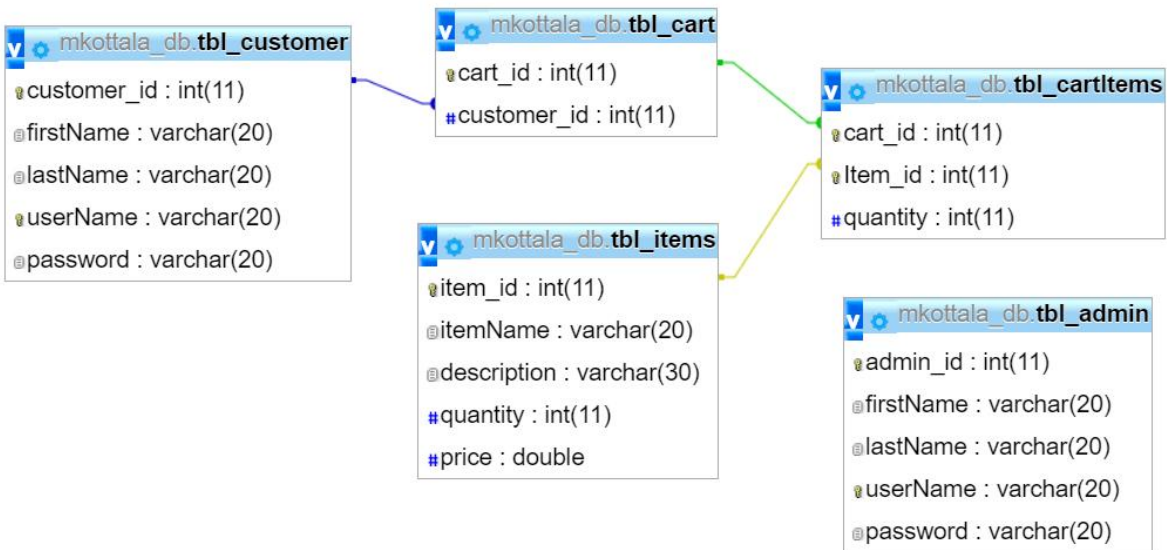 mkottala_db.tbl_customer
customer_id : int(11)
firstName : varchar(20)
lastName : varchar(20)
userName : varchar(20)
password : varchar(20)
mkottala_db.tbl_cart
cart_id : int(11)
#customer_id : int(11)
mkottala_db.tbl_cartItems
cart_id : int(11)
Item_id : int(11)
#quantity : int(11)
mkottala_db.tbl_items
item_id : int(11)
itemName : varchar(20)
description : varchar(30)
#quantity : int(11)
#price : double
mkottala_db.tbl_admin
admin_id : int(11)
firstName : varchar(20)
lastName : varchar(20)
userName : varchar(20)
password : varchar(20)